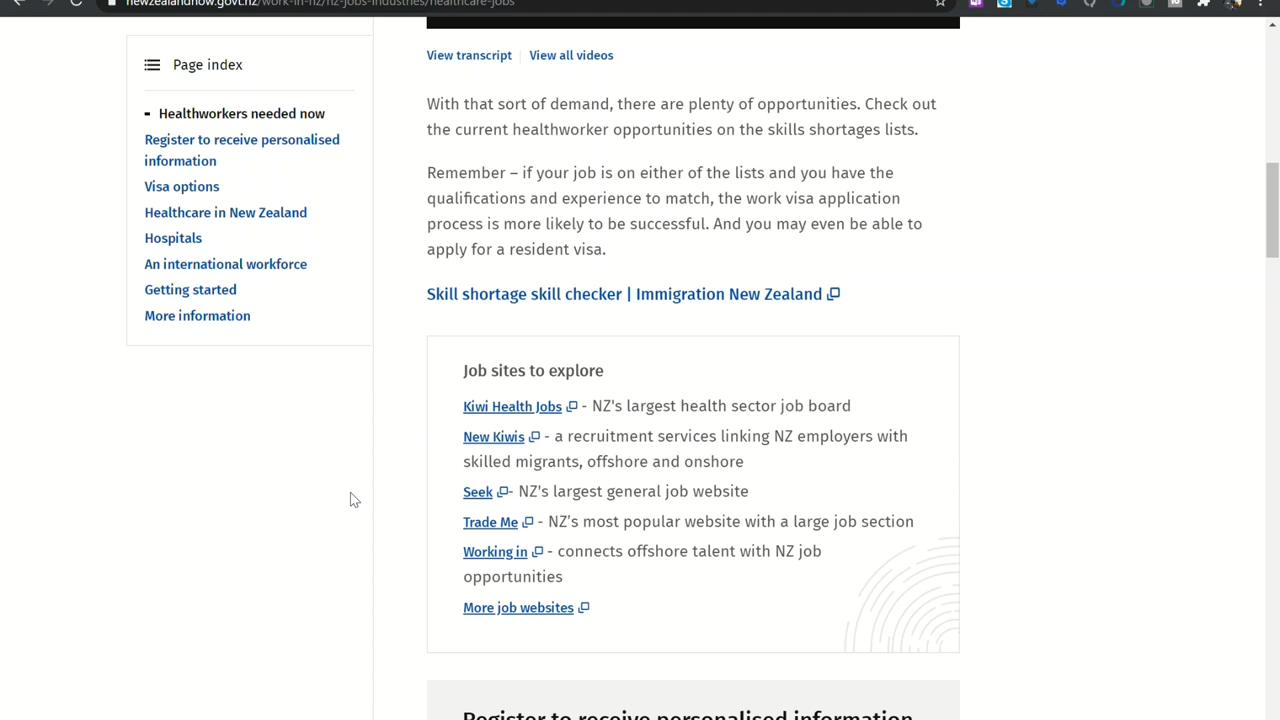 newzealandnow.govt.nz/work-in-nz/nz-jobs-industries/healthcare-jobs
Page index
Healthworkers needed now
Register to receive personalised
information
Visa options
Healthcare in New Zealand
Hospitals
An international workforce
Getting started
More information
View transcript
View all videos
With that sort of demand, there are plenty of opportunities. Check out
the current healthworker opportunities on the skills shortages lists.
Remember – if your job is on either of the lists and you have the
qualifications and experience to match, the work visa application
process is more likely to be successful. And you may even be able to
apply for a resident visa.
Skill shortage skill checker | Immigration New Zealand
Job sites to explore
Kiwi Health Jobs - NZ's largest health sector job board
New Kiwis - a recruitment services linking NZ employers with
skilled migrants, offshore and onshore
Seek - NZ's largest general job website
Trade Me - NZ’s most popular website with a large job section
Working in - connects offshore talent with NZ job
opportunities
More job websites
Register to receive personalised information